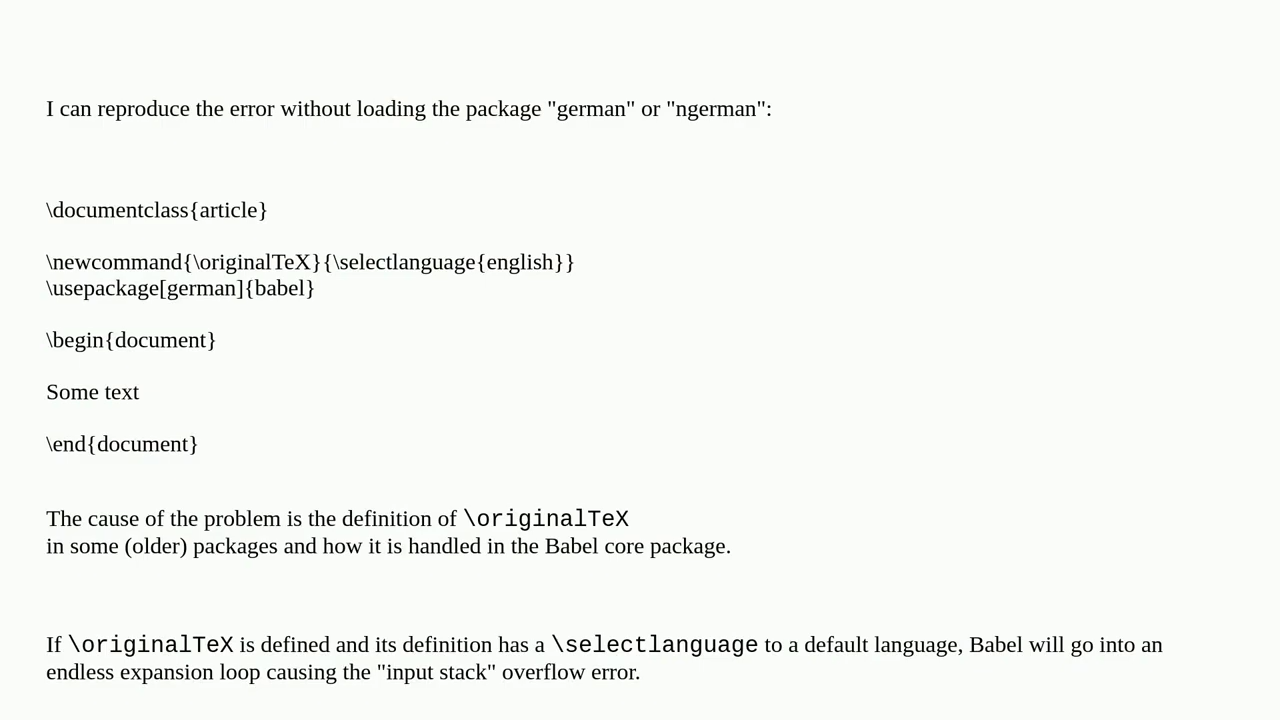 I can reproduce the error without loading the package "german" or "ngerman":
\documentclass{article}
\newcommand{\originalTeX}{\selectlanguage{english}}
\usepackage[german]{babel}
\begin{document}
Some text
\end{document}
The cause of the problem is the definition of \originalTeX
in some (older) packages and how it is handled in the Babel core package.
If \originalTeX is defined and its definition has a \selectlanguage to a default language, Babel will go into an
endless expansion loop causing the "input stack" overflow error.